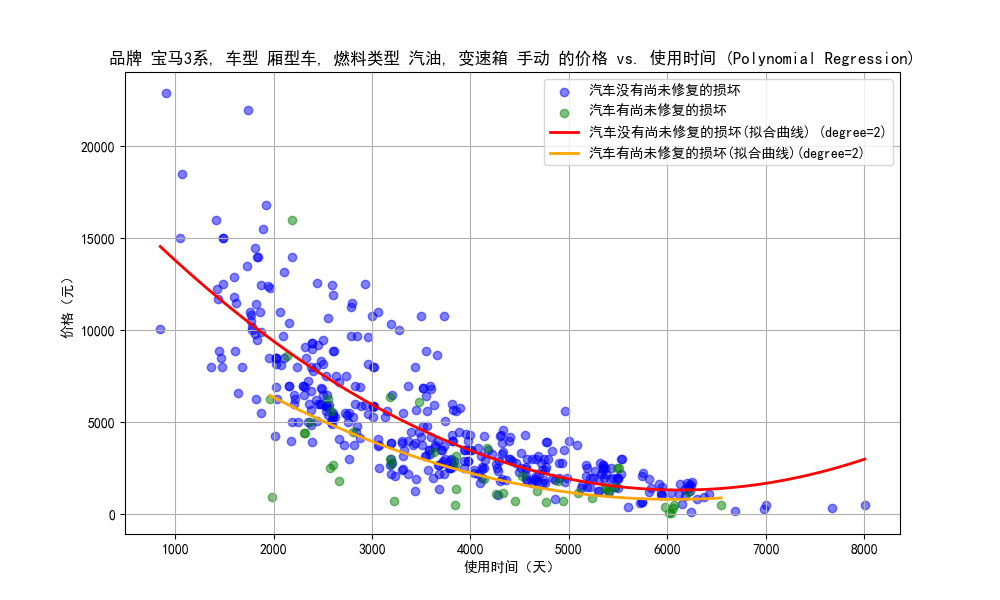 品牌 宝马3系, 车型 厢型车, 燃料类型 汽油, 变速箱 手动 的价格 vs. 使用时间 (Polynomial Regression)
汽车没有尚未修复的损坏
汽车有尚未修复的损坏
汽车没有尚未修复的损坏(拟合曲线) (degree=2)
汽车有尚未修复的损坏(拟合曲线)(degree=2)
价格（元）
20000
15000
10000
5000
0
1000 2000 3000 4000 5000 6000 7000 8000
使用时间（天）